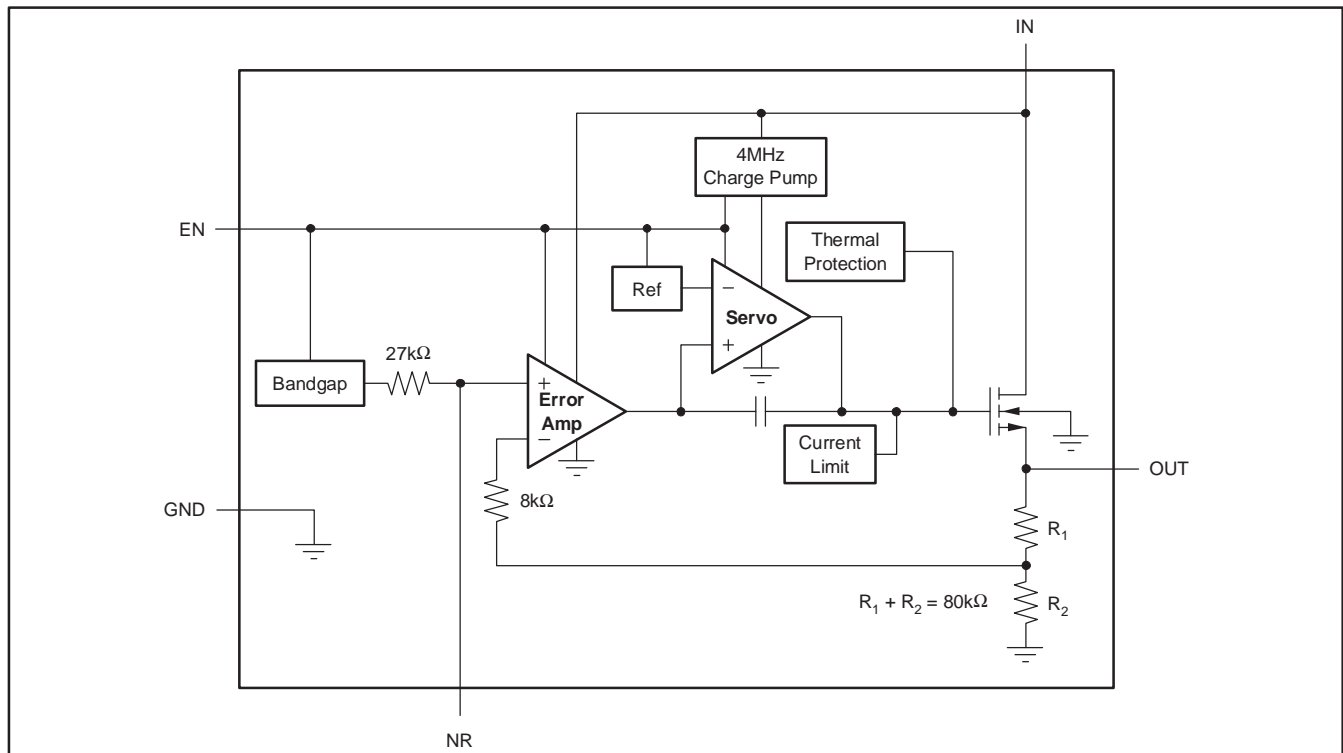 IN
4MHz
Charge Pump
EN
Thermal
Protection
Ref
−
Servo
+
27kΩ
Bandgap
+
Error
Amp
−
Current
Limit
OUT
8kΩ
GND
R1
R1 + R2 = 80kΩ
R2
NR